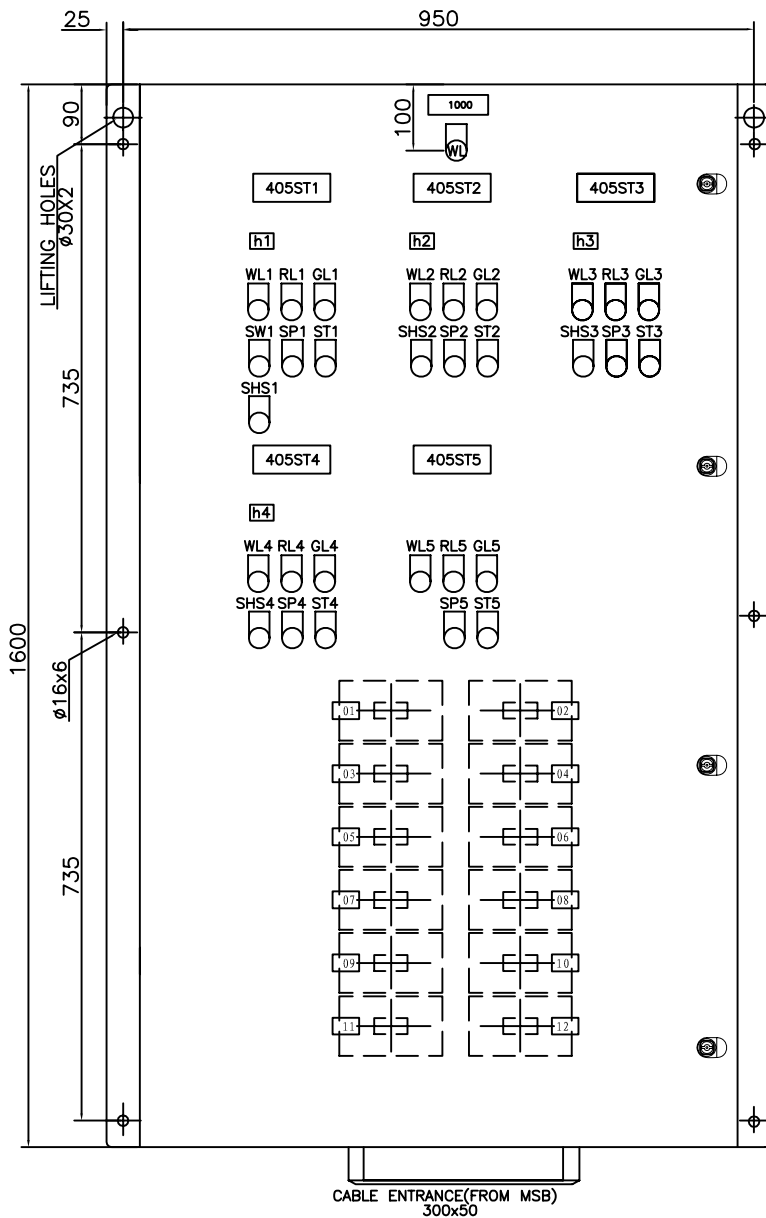 25
950
90
100
1000
WL
LIFTING HOLES
ø30X2
405ST1
405ST2
405ST3
h1
h2
h3
WL1 RL1 GL1
WL2 RL2 GL2
WL3 RL3 GL3
SW1 SP1 ST1
SHS2 SP2 ST2
SHS3 SP3 ST3
SHS1
735
405ST4
405ST5
h4
WL4 RL4 GL4
WL5 RL5 GL5
SHS4 SP4 ST4
SP5 ST5
1600
ø16x6
735
01
02
03
04
05
06
07
08
09
10
11
12
CABLE ENTRANCE(FROM MSB)
300x50